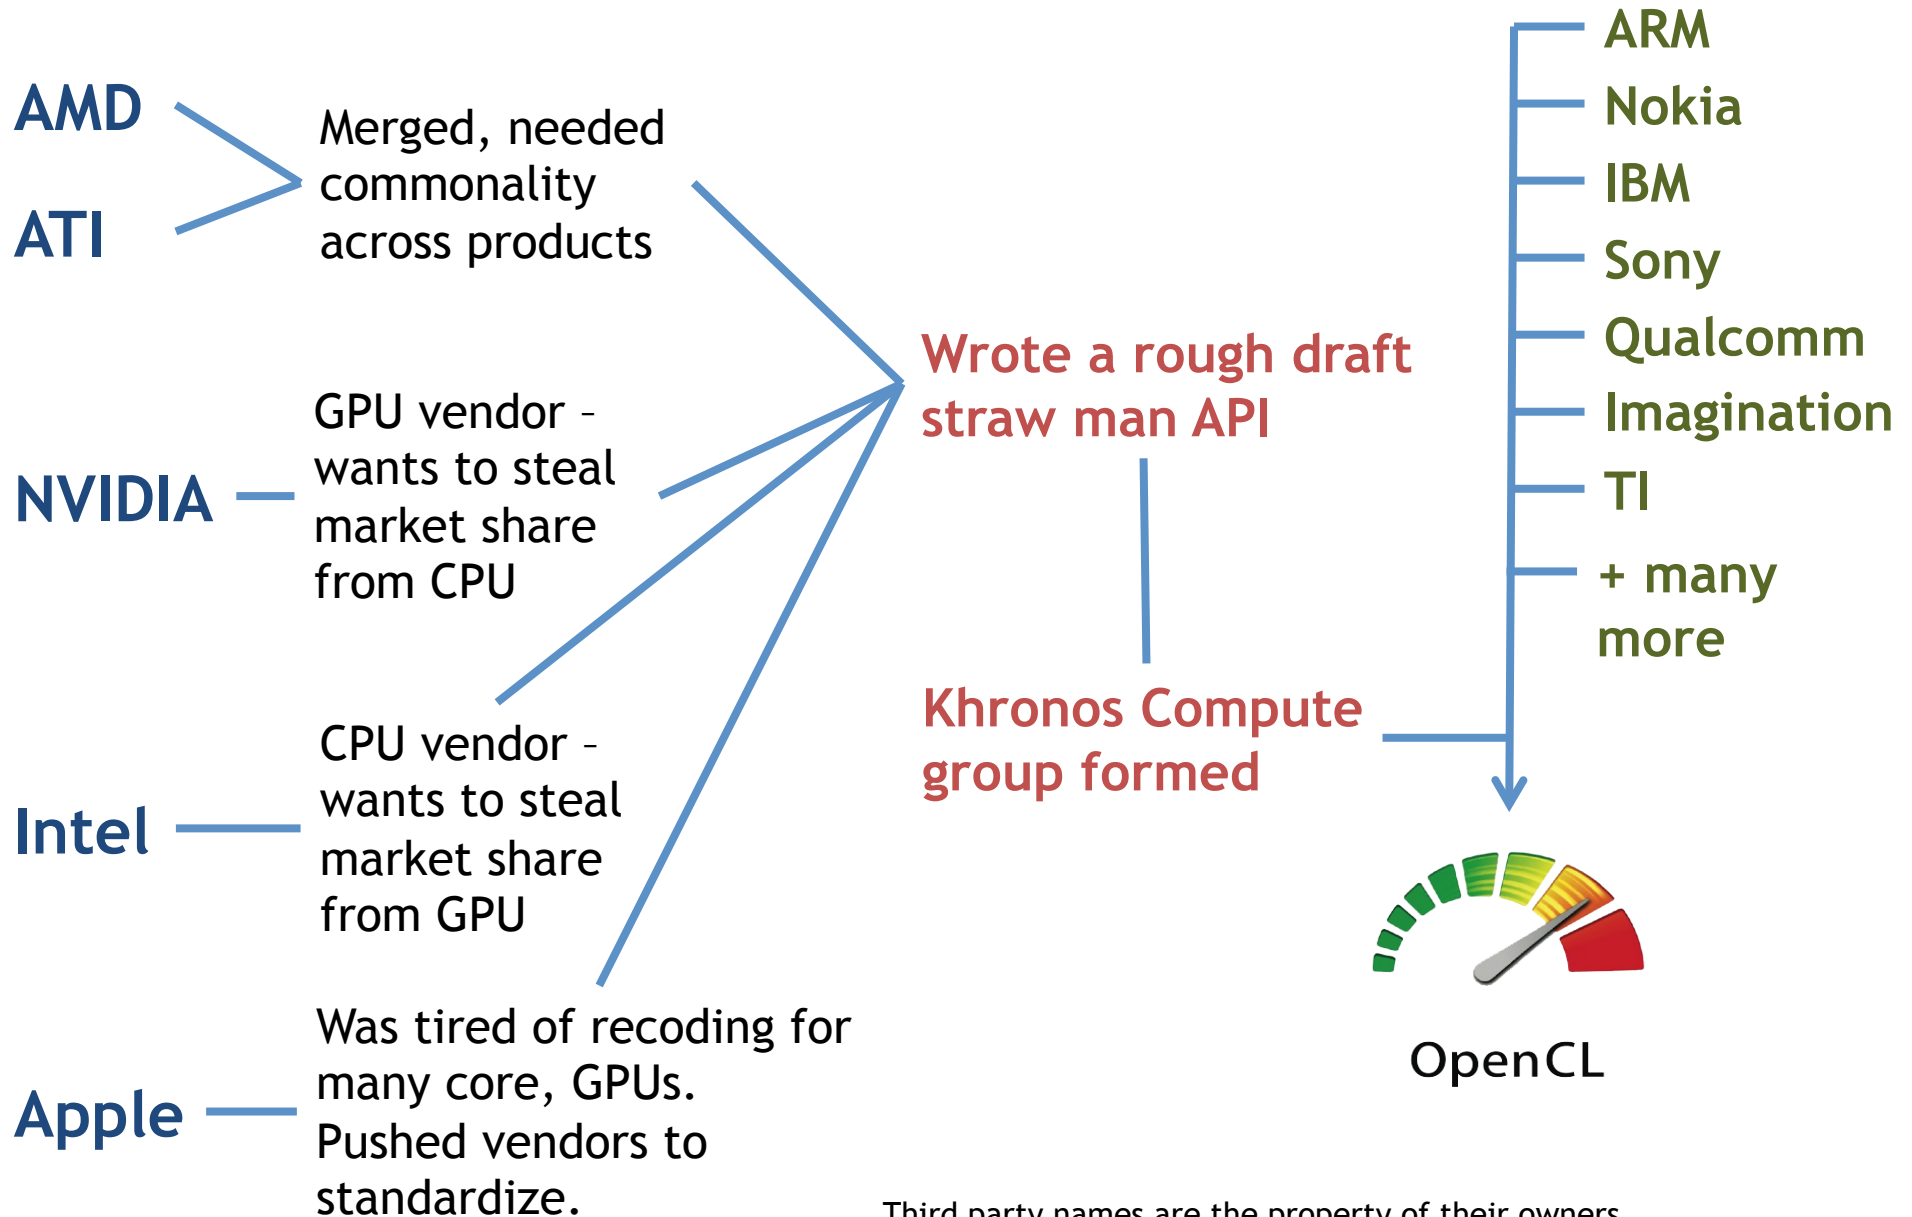 AMD
ATI
Merged, needed
commonality
across products
NVIDIA
GPU vendor –
wants to steal
market share
from CPU
Intel
CPU vendor –
wants to steal
market share
from GPU
Apple
Was tired of recoding for
many core, GPUs.
Pushed vendors to
standardize.
Wrote a rough draft
straw man API
Khronos Compute
group formed
ARM
Nokia
IBM
Sony
Qualcomm
Imagination
TI
+ many
more
OpenCL
Third party names are the property of their owners